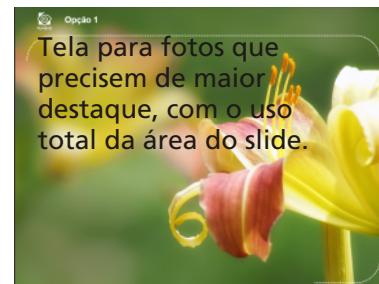 Opção 1
Tela para fotos que
precisem de maior
destaque, com o uso
total da área do slide.